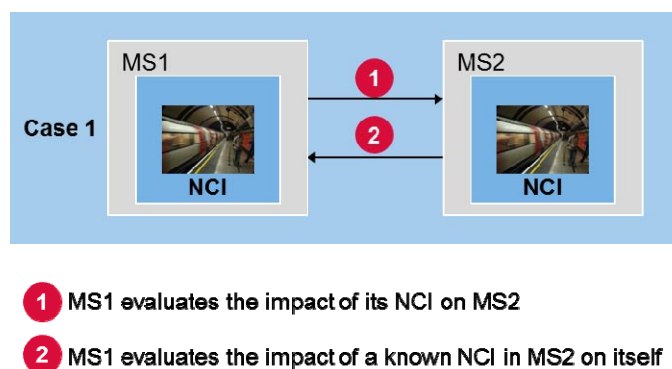 MS1
MS2
1
Case 1
2
NCI
NCI
1 MS1 evaluates the impact of its NCI on MS2
2 MS1 evaluates the impact of a known NCI in MS2 on itself